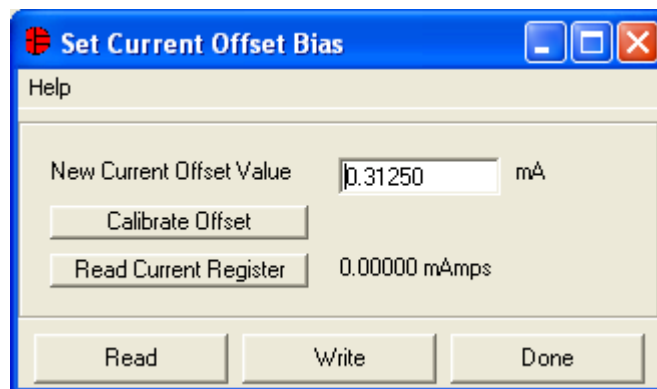 Set Current Offset Bias
Help
New Current Offset Value 0.31250 mA
Calibrate Offset
Read Current Register 0.00000 mAmps
Read Write Done